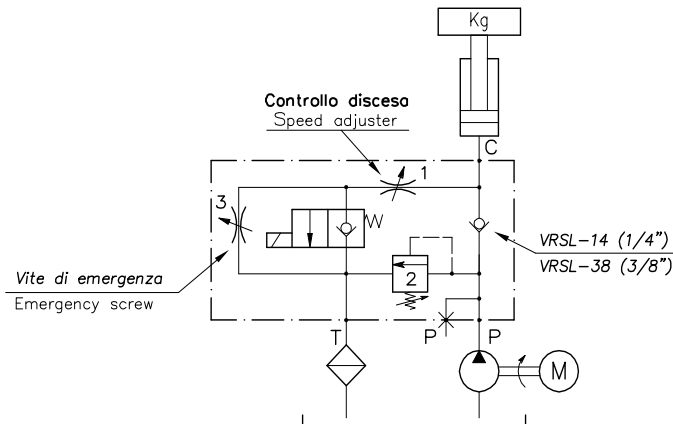 Kg
Controllo discesa
Speed adjuster
C
1
3
VRSL-14 (1/4")
VRSL-38 (3/8")
2
Vite di emergenza
Emergency screw
T
P
P
M